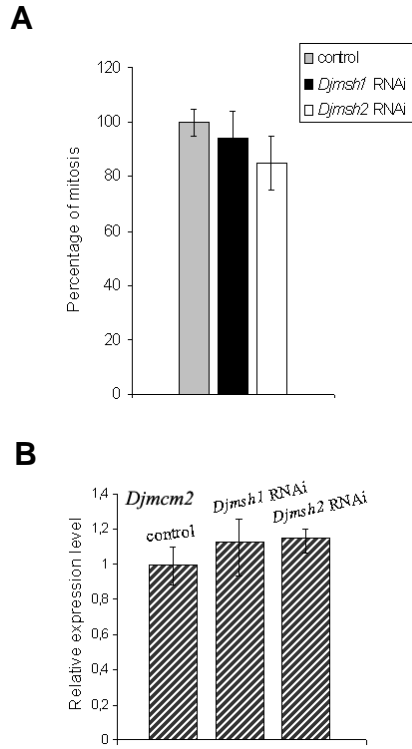 A
control
Djmsh1 RNAi
Djmsh2 RNAi
Percentage of mitosis
120
100
80
60
40
20
0
B
Djmcm2
control
Djmsh1 RNAi
Djmsh2 RNAi
Relative expression level
1,4
1,2
1
0,8
0,6
0,4
0,2
0